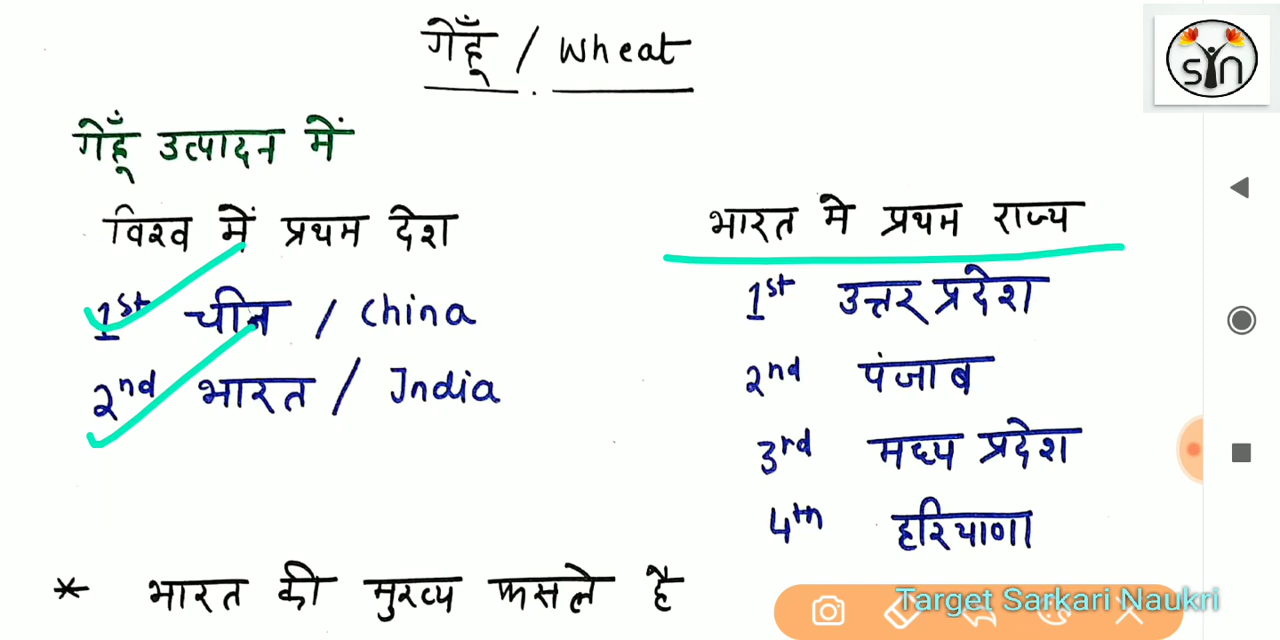 गेहूँ / Wheat
SYN
गेहूँ उत्पादन में
विश्व में प्रथम देश
1st चीन / China
2nd भारत / India
भारत मे प्रथम राज्य
1st उत्तर प्रदेश
2nd पंजाब
3rd मध्य प्रदेश
4th हरियाणा
* भारत की मुख्य फसले है
Target Sarkari Naukri